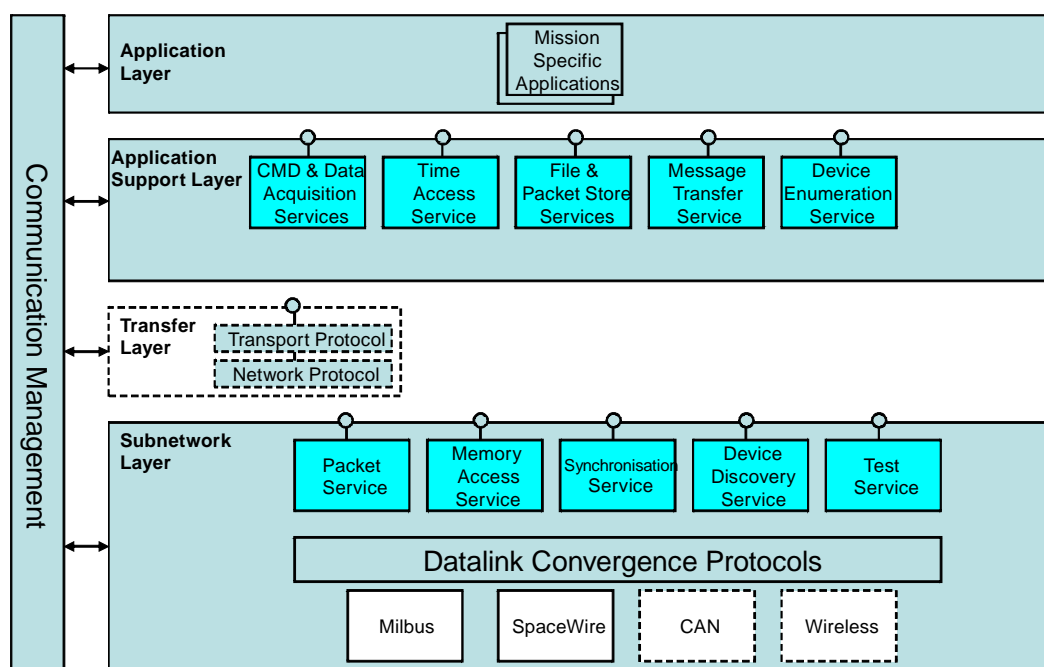 Communication Management
Application
Layer
Mission
Specific
Applications
Application
Support Layer
CMD & Data
Acquisition
Services
Time
Access
Service
File &
Packet Store
Services
Message
Transfer
Service
Device
Enumeration
Service
Transfer
Layer
Transport Protocol
Network Protocol
Subnetwork
Layer
Packet
Service
Memory
Access
Service
Synchronisation
Service
Device
Discovery
Service
Test
Service
Datalink Convergence Protocols
Milbus
SpaceWire
CAN
Wireless